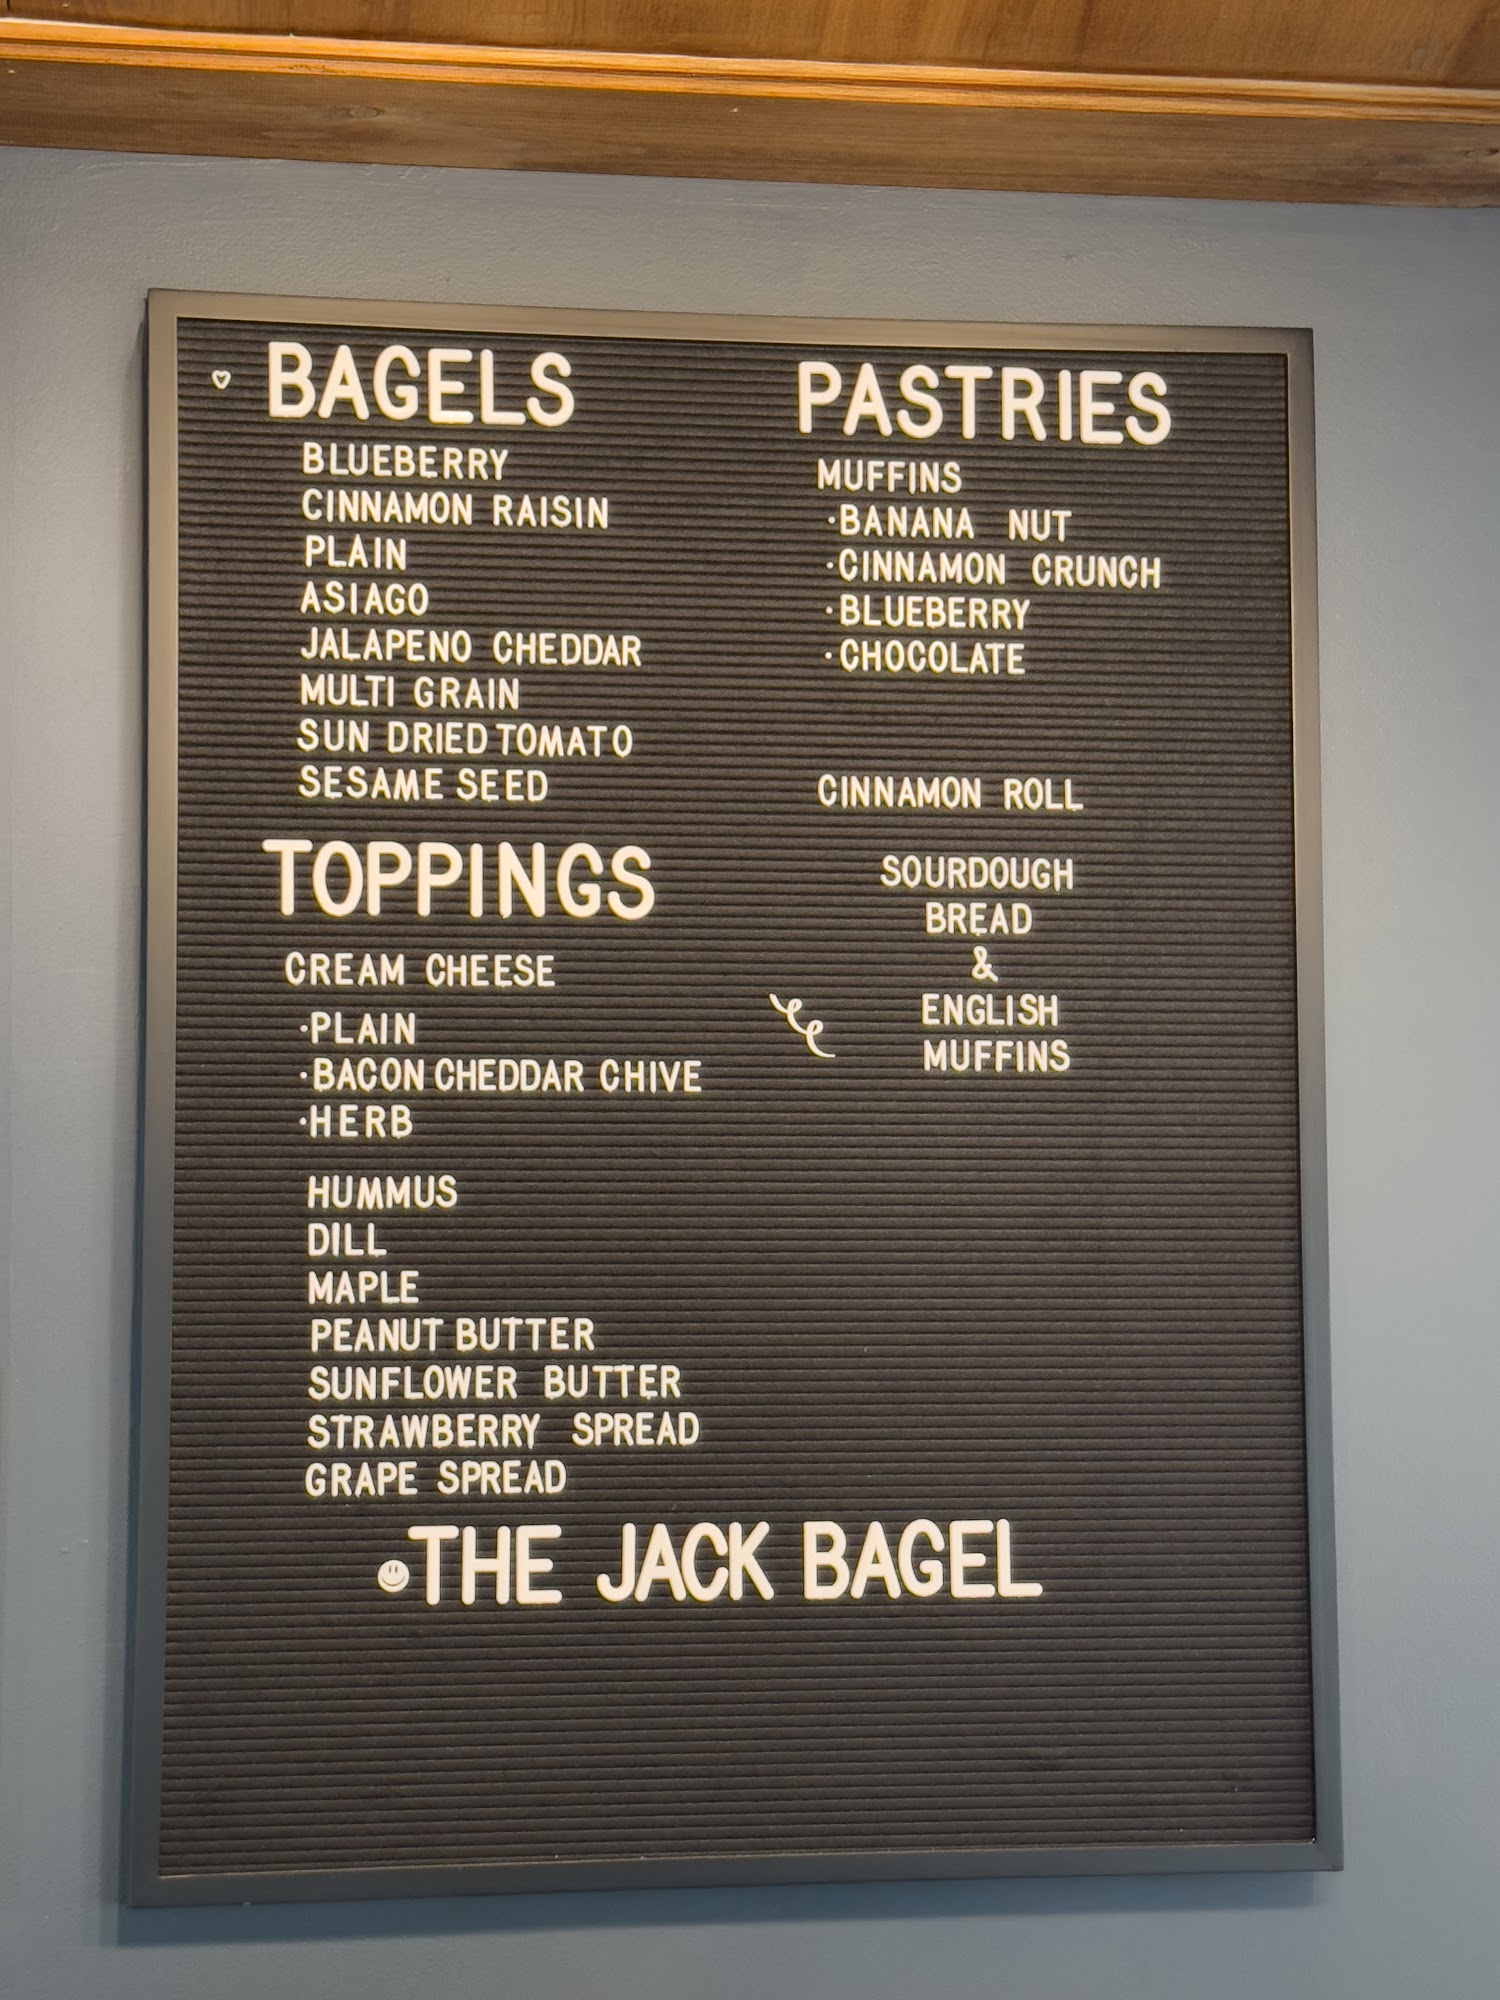 BAGELS
BLUEBERRY
CINNAMON RAISIN
PLAIN
ASIAGO
JALAPENO CHEDDAR
MULTI GRAIN
SUN DRIED TOMATO
SESAME SEED
TOPPINGS
CREAM CHEESE
·PLAIN
·BACON CHEDDAR CHIVE
·HERB
HUMMUS
DILL
MAPLE
PEANUT BUTTER
SUNFLOWER BUTTER
STRAWBERRY SPREAD
GRAPE SPREAD
PASTRIES
MUFFINS
·BANANA NUT
·CINNAMON CRUNCH
·BLUEBERRY
·CHOCOLATE
CINNAMON ROLL
SOURDOUGH
BREAD
&
ENGLISH
MUFFINS
THE JACK BAGEL